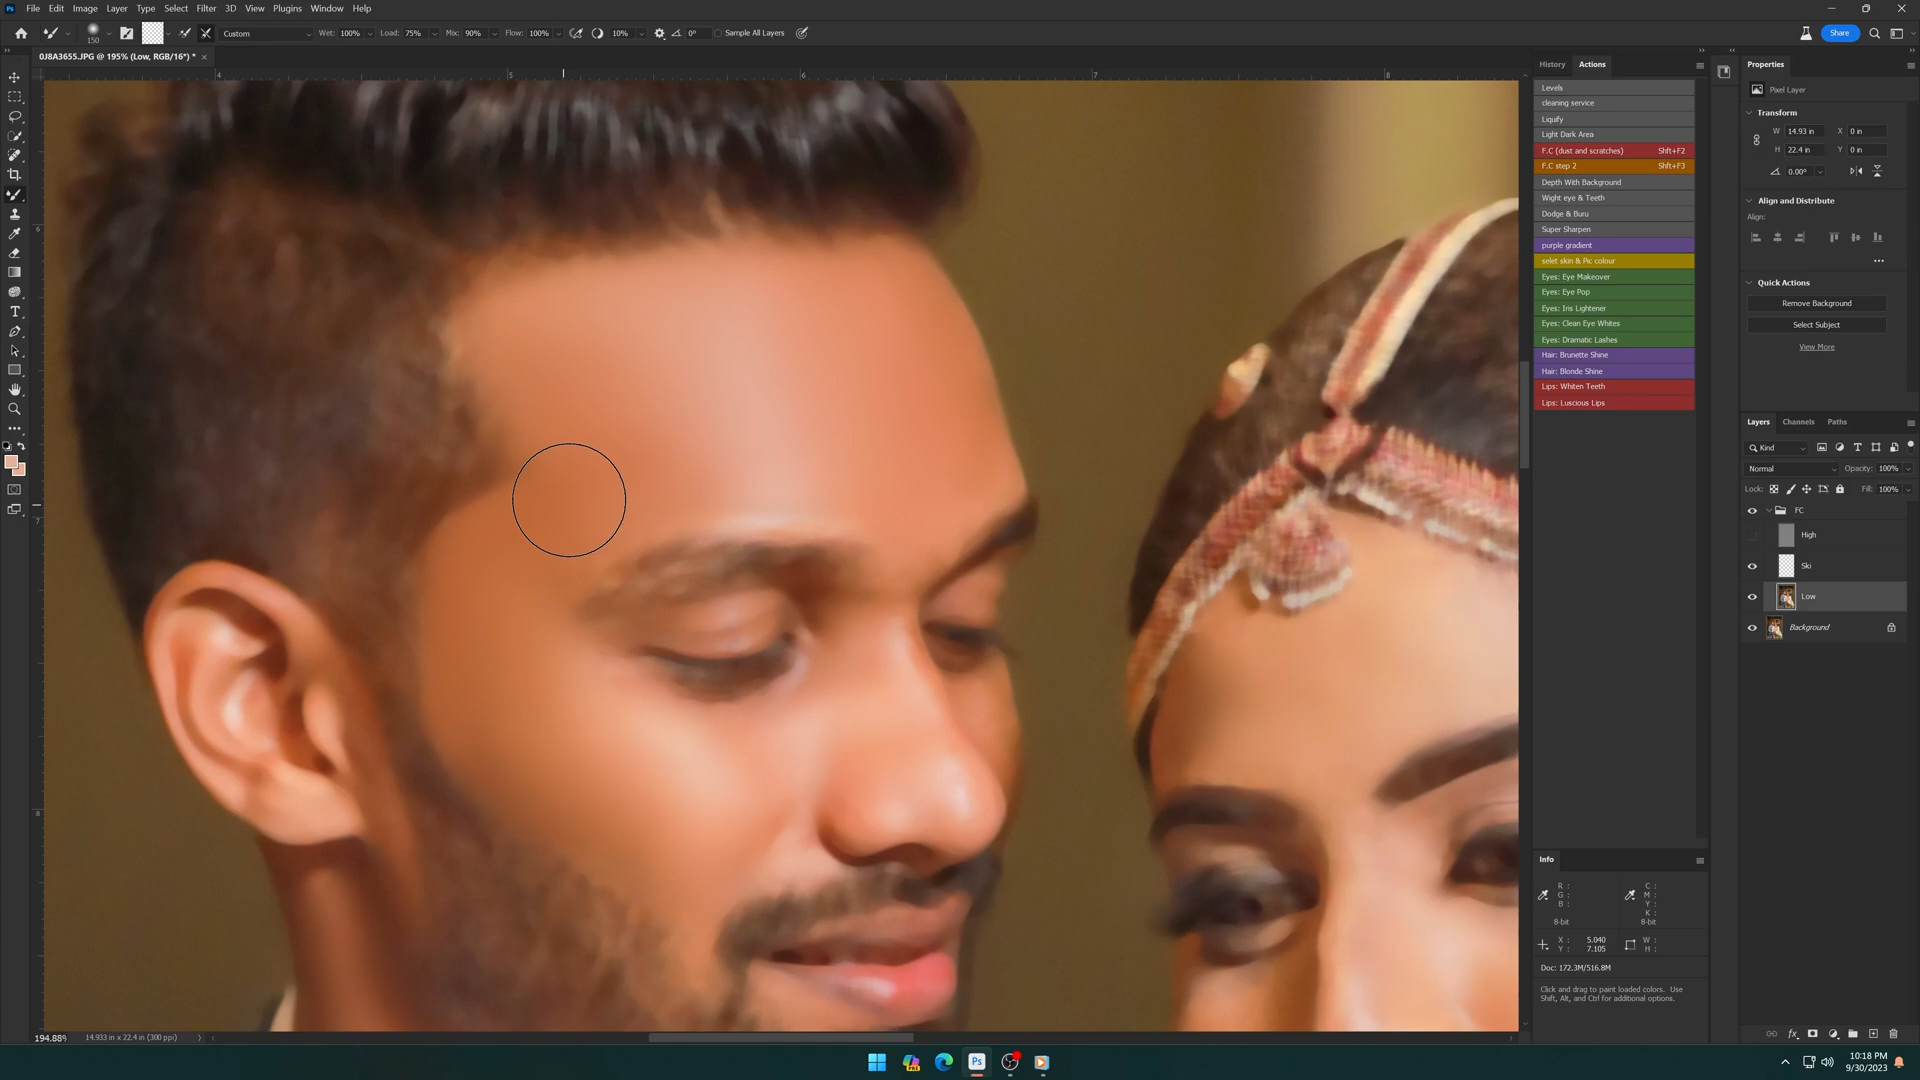 File Edit Image Layer Type Select Filter 3D View Plugins Window Help
150 Custom Wet: 100% Load: 75% Mix: 90% Flow: 100% 10% 0° Sample All Layers Share
0J8A3655.JPG @ 195% (Low, RGB/16*) *
4 5 6 7 8
6
7
8
History Actions
Levels
cleaning service
Liquify
Light Dark Area
F.C (dust and scratches) Shft+F2
F.C step 2 Shft+F3
Depth With Background
Wight eye & Teeth
Dodge & Buru
Super Sharpen
purple gradient
selet skin & Pic colour
Eyes: Eye Makeover
Eyes: Eye Pop
Eyes: Iris Lightener
Eyes: Clean Eye Whites
Eyes: Dramatic Lashes
Hair: Brunette Shine
Hair: Blonde Shine
Lips: Whiten Teeth
Lips: Luscious Lips
Info
R :
G :
B :
8-bit
C :
M :
Y :
K :
8-bit
X : 5.040
Y : 7.105
W :
H :
Doc: 172.3M/516.8M
Click and drag to paint loaded colors. Use
Shift, Alt, and Ctrl for additional options.
Properties
Pixel Layer
Transform
W 14.93 in X 0 in
H 22.4 in Y 0 in
0.00°
Align and Distribute
Align:
Quick Actions
Remove Background
Select Subject
View More
Layers Channels Paths
Kind
Normal Opacity: 100%
Lock: Fill: 100%
FC
High
Ski
Low
Background
194.88% 14.933 in x 22.4 in (300 ppi)
10:18 PM
9/30/2023